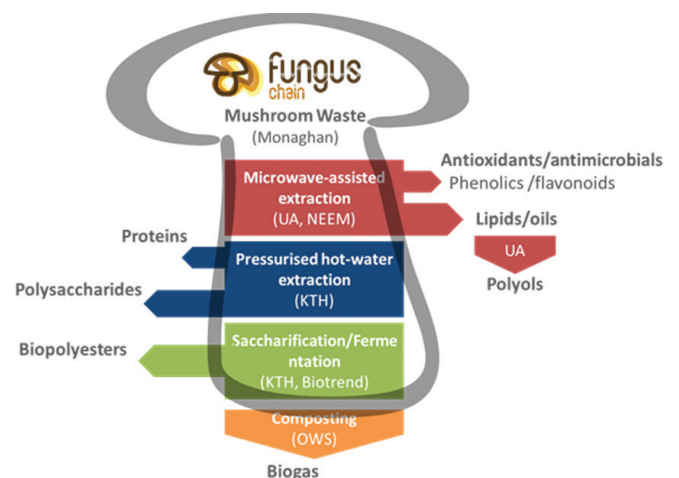 fungus
chain
Mushroom Waste
(Monaghan)
Microwave-assisted
extraction
(UA, NEEM)
Antioxidants/antimicrobials
Phenolics /flavonoids
Lipids/oils
UA
Polyols
Proteins
Pressurised hot-water
extraction
(KTH)
Polysaccharides
Saccharification/Ferme
ntation
(KTH, Biotrend)
Biopolyesters
Composting
(OWS)
Biogas